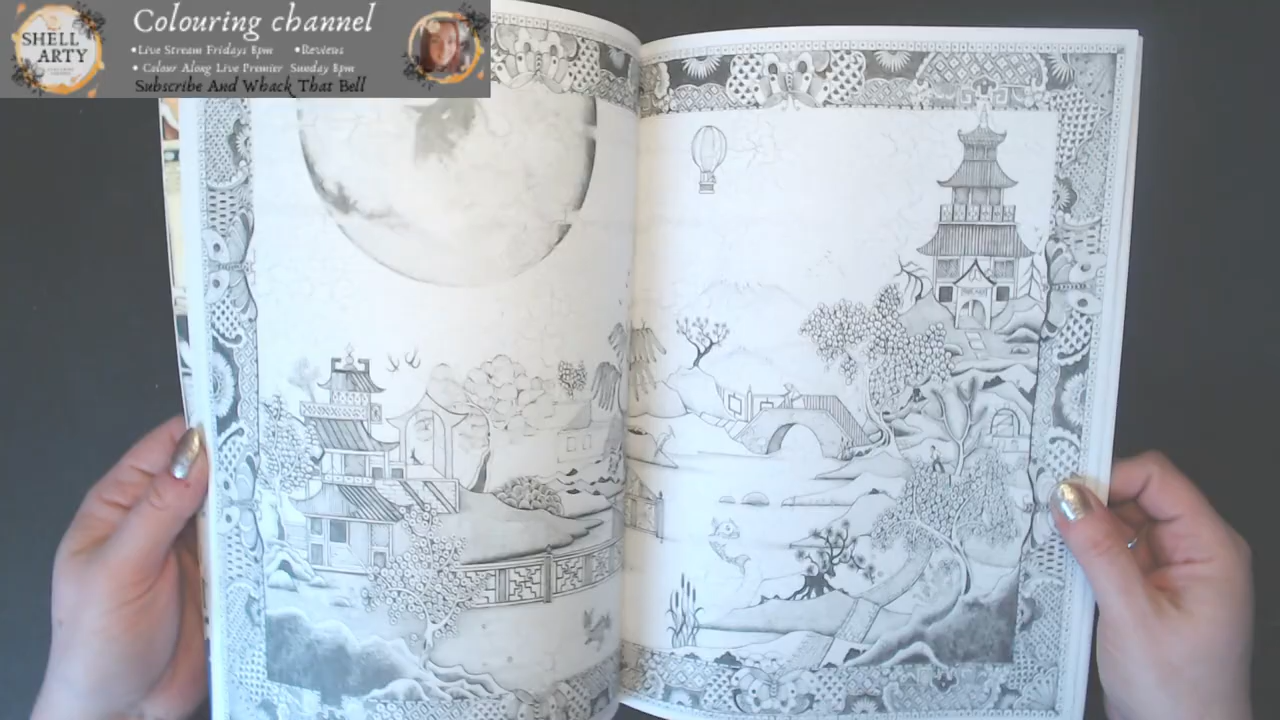 SHELL
ARTY
Colouring channel
•Live Stream Fridays 8pm •Reviews
• Colour Along Live Premier Sunday 8pm
Subscribe And Whack That Bell